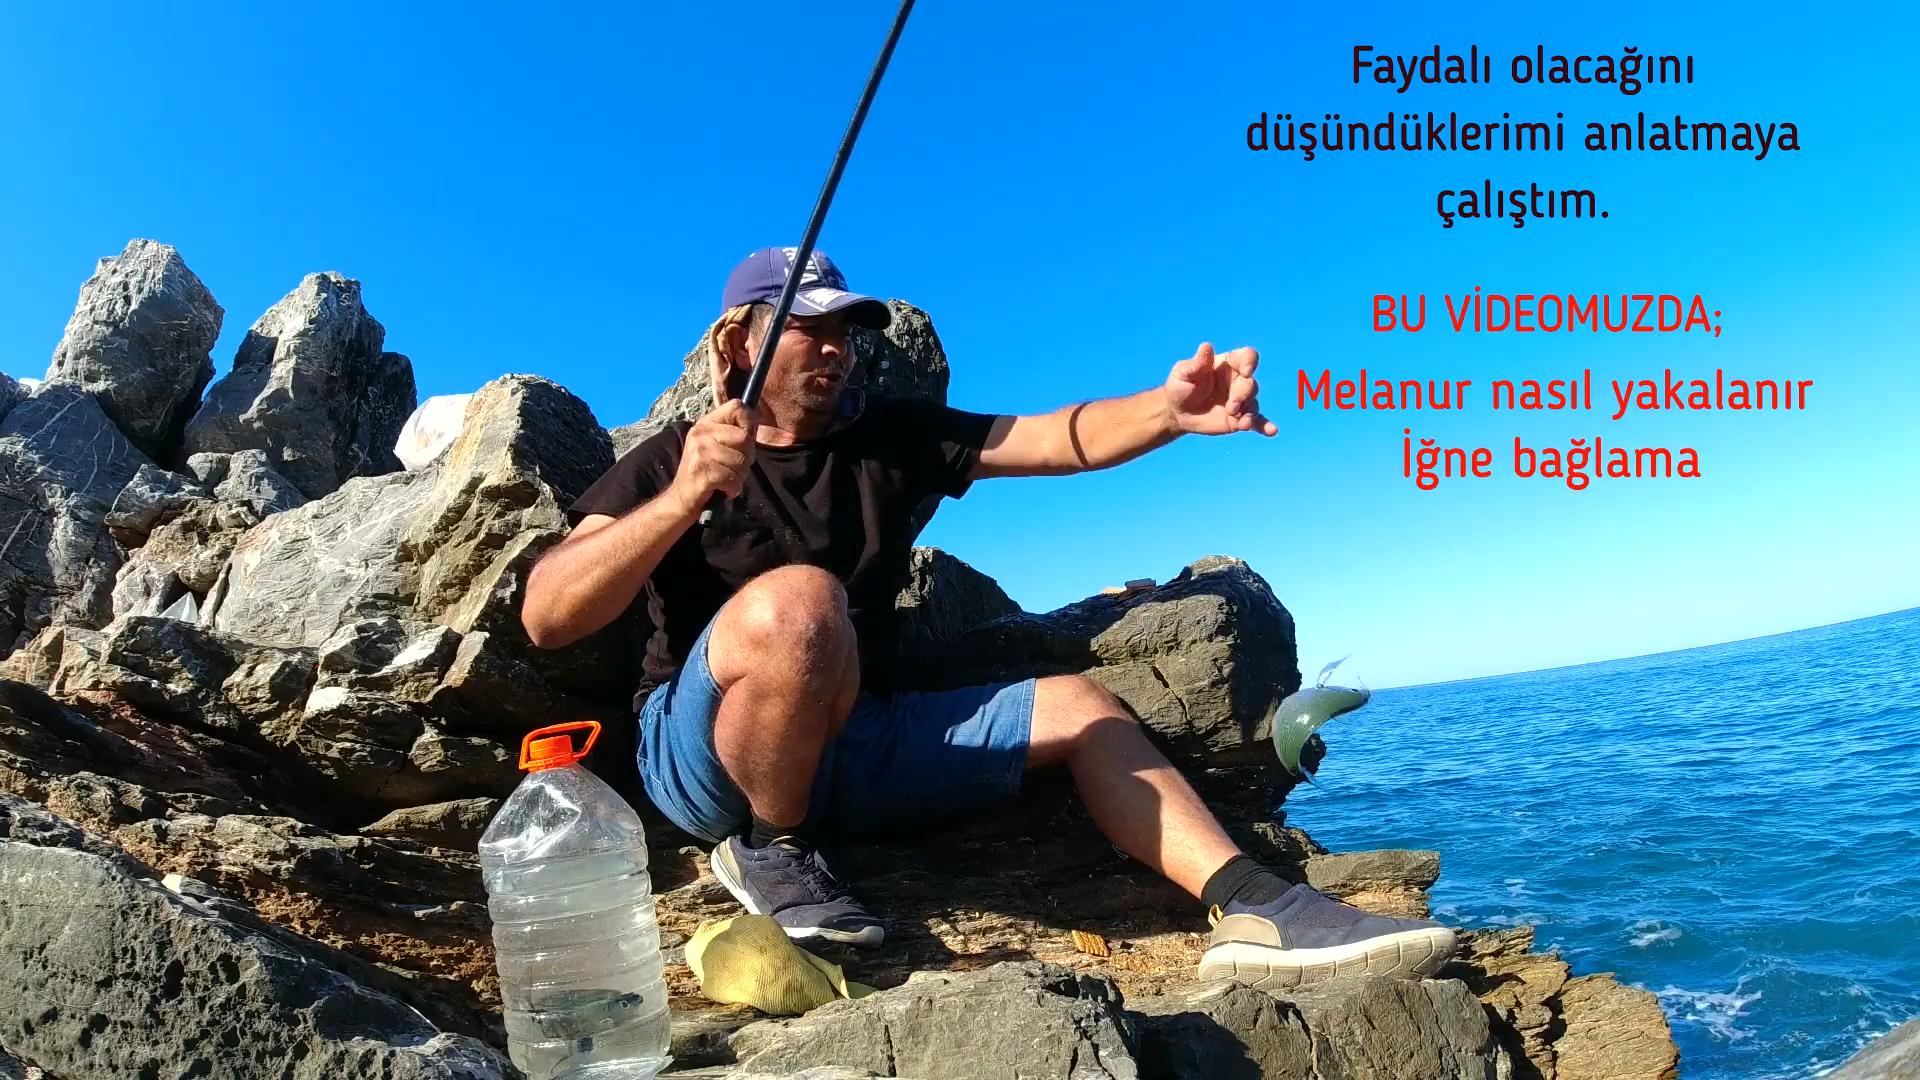 Faydalı olacağını
düşündüklerimi anlatmaya
çalıştım.
BU VİDEOMUZDA;
Melanur nasıl yakalanır
İğne bağlama